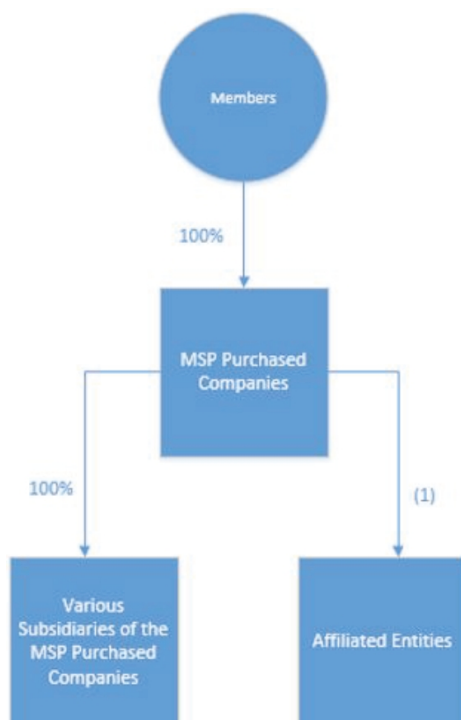 Members
100%
MSP Purchased
Companies
100%
(1)
Various
Subsidiaries of the
MSP Purchased
Companies
Affiliated Entities